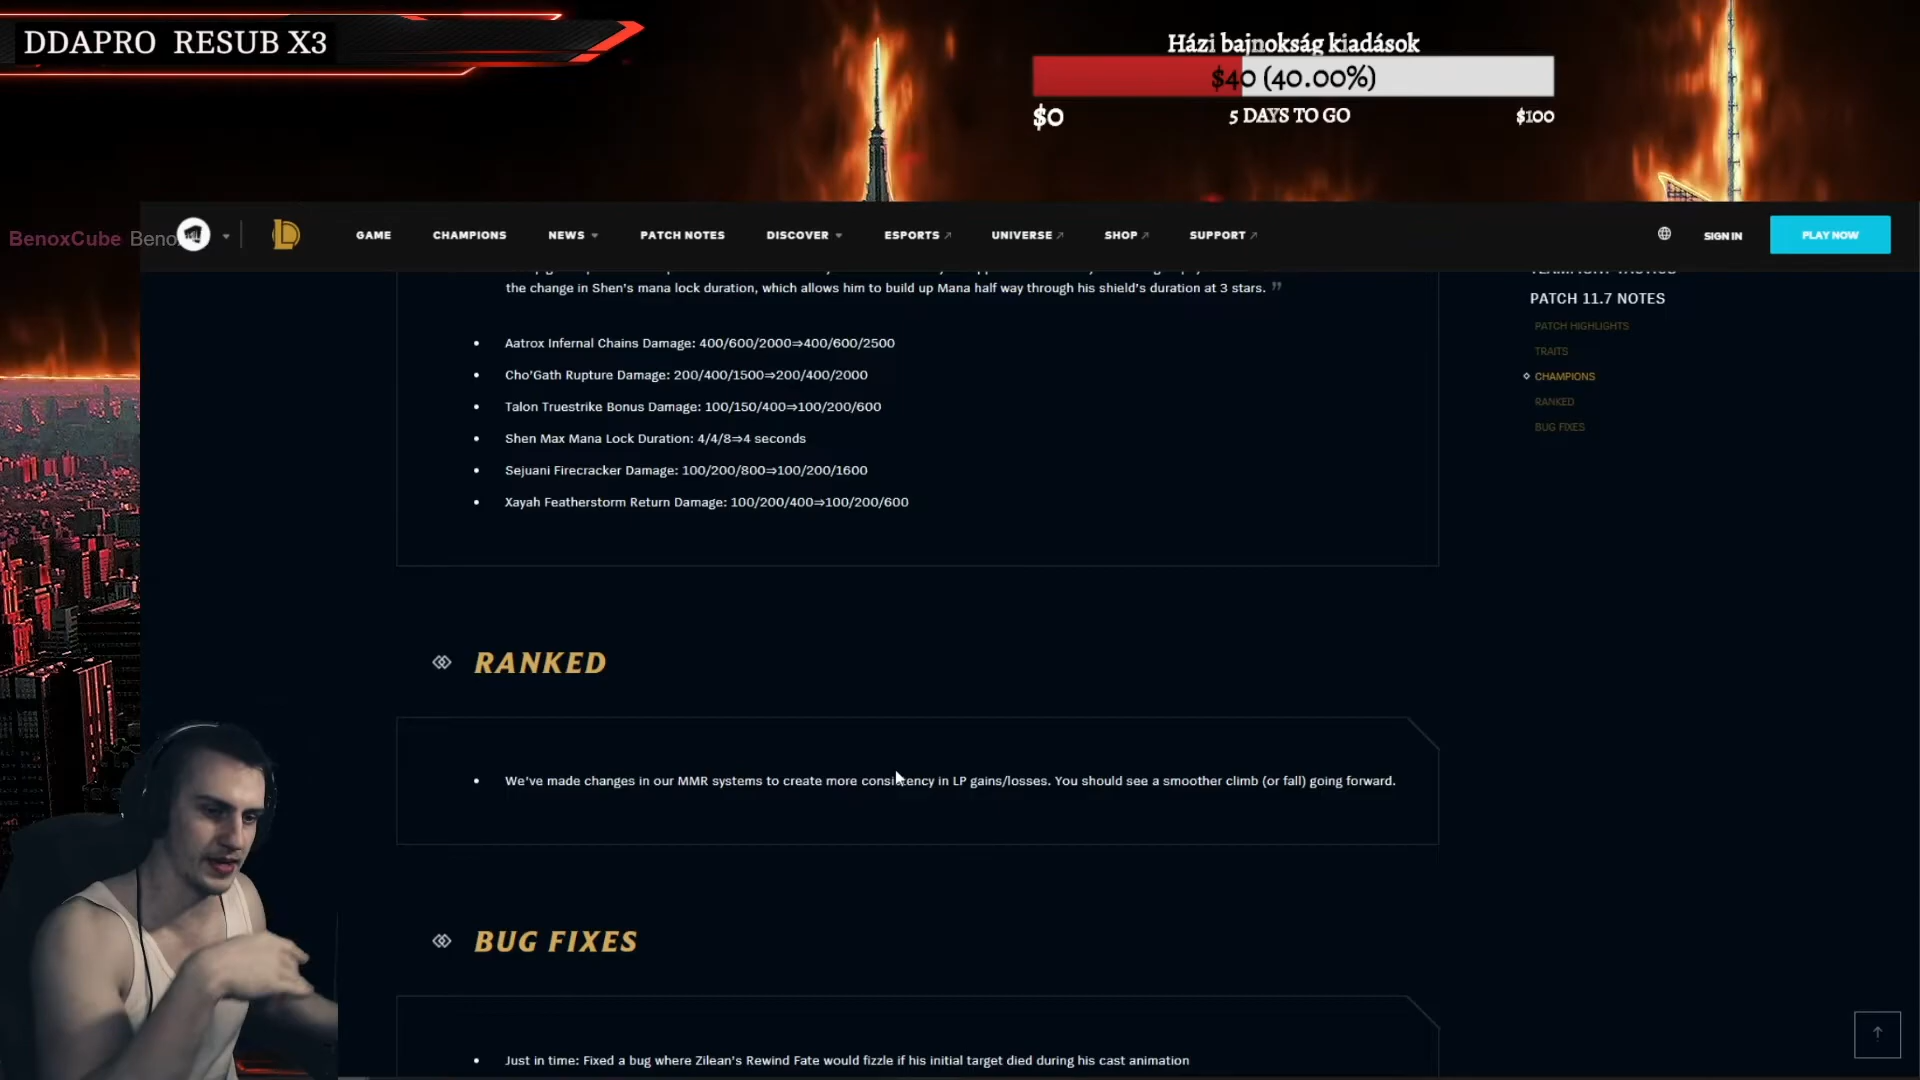 DDAPRO RESUB X3
Házi bajnokság kiadások
$40 (40.00%)
$0
5 DAYS TO GO
$100
BenoxCube Beno
GAME
CHAMPIONS
NEWS
PATCH NOTES
DISCOVER
ESPORTS
UNIVERSE
SHOP
SUPPORT
SIGN IN
PLAY NOW
the change in Shen's mana lock duration, which allows him to build up Mana half way through his shield's duration at 3 stars. ”
• Aatrox Infernal Chains Damage: 400/600/2000⇒400/600/2500
• Cho'Gath Rupture Damage: 200/400/1500⇒200/400/2000
• Talon Truestrike Bonus Damage: 100/150/400⇒100/200/600
• Shen Max Mana Lock Duration: 4/4/8⇒4 seconds
• Sejuani Firecracker Damage: 100/200/800⇒100/200/1600
• Xayah Featherstorm Return Damage: 100/200/400⇒100/200/600
TEAMFIGHT TACTICS
PATCH 11.7 NOTES
PATCH HIGHLIGHTS
TRAITS
CHAMPIONS
RANKED
BUG FIXES
RANKED
• We've made changes in our MMR systems to create more consistency in LP gains/losses. You should see a smoother climb (or fall) going forward.
BUG FIXES
• Just in time: Fixed a bug where Zilean's Rewind Fate would fizzle if his initial target died during his cast animation